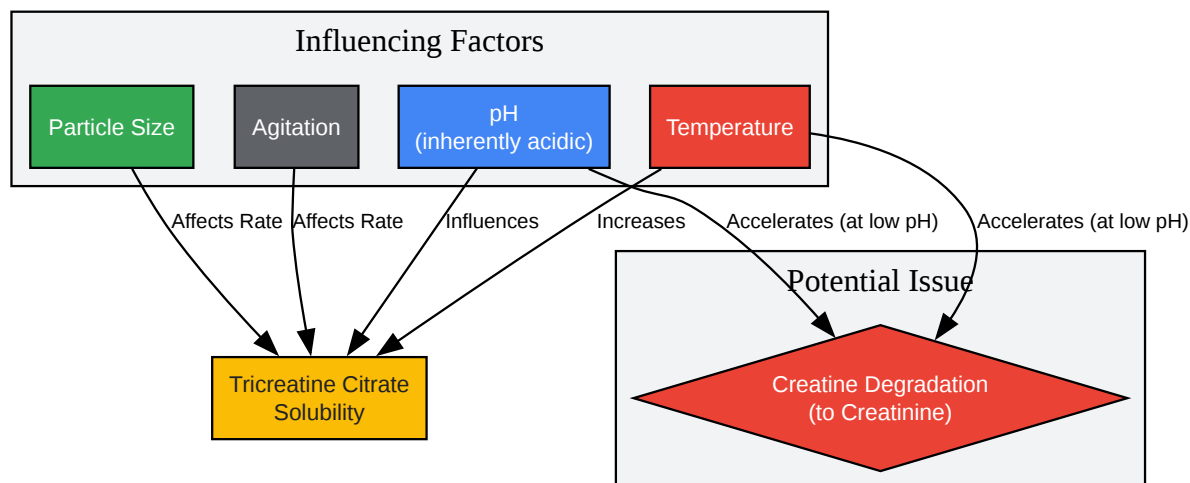 Influencing Factors
Particle Size
Agitation
pH
(inherently acidic)
Temperature
Affects Rate
Affects Rate
Influences
Increases
Accelerates (at low pH)
Accelerates (at low pH)
Potential Issue
Tricreatine Citrate
Solubility
Creatine Degradation
(to Creatinine)